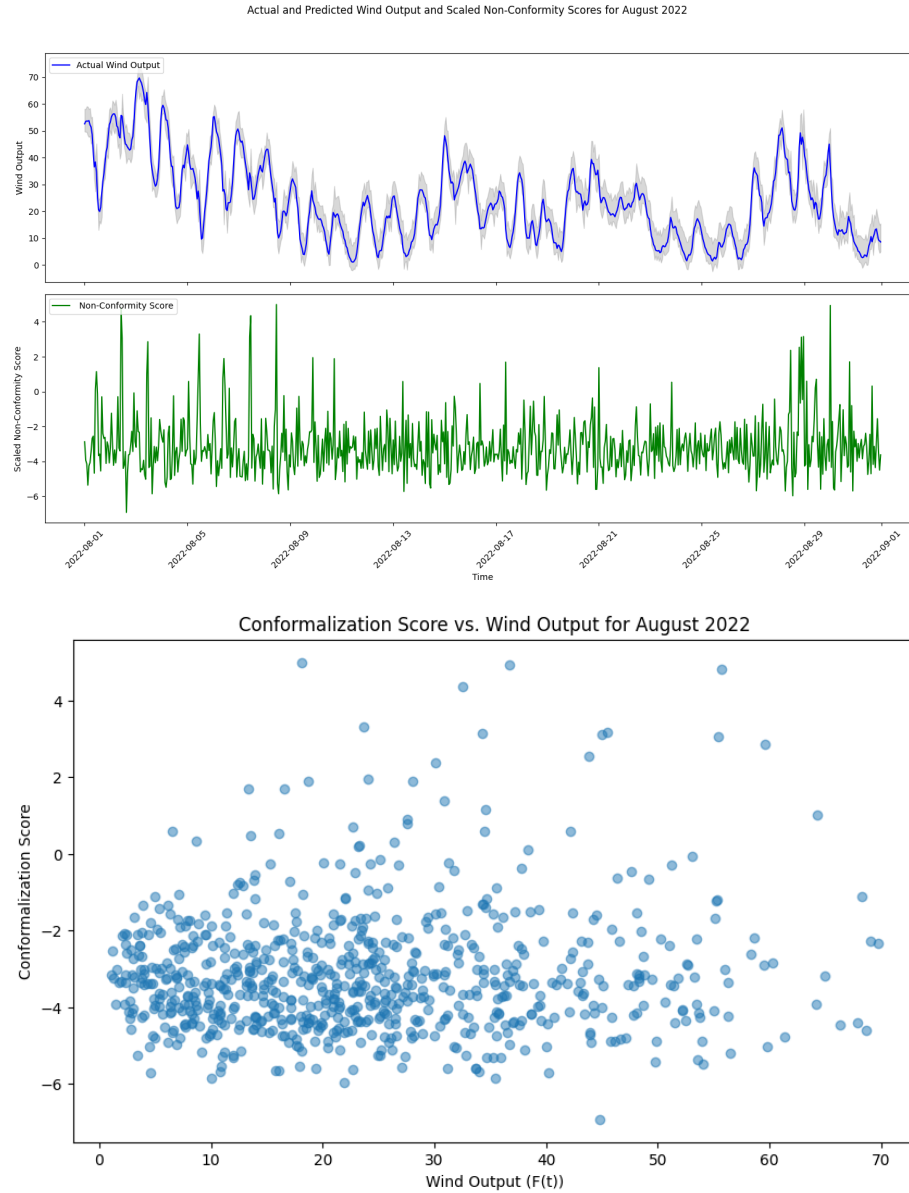 Actual and Predicted Wind Output and Scaled Non-Conformity Scores for August 2022
Actual Wind Output
70
60
50
40
30
20
10
0
Wind Output
Non-Conformity Score
4
2
0
−2
−4
−6
Scaled Non-Conformity Score
2022-08-01
2022-08-05
2022-08-09
2022-08-13
2022-08-17
2022-08-21
2022-08-25
2022-08-29
2022-09-01
Time
Conformalization Score vs. Wind Output for August 2022
4
2
0
−2
−4
−6
Conformalization Score
0 10 20 30 40 50 60 70
Wind Output (F(t))